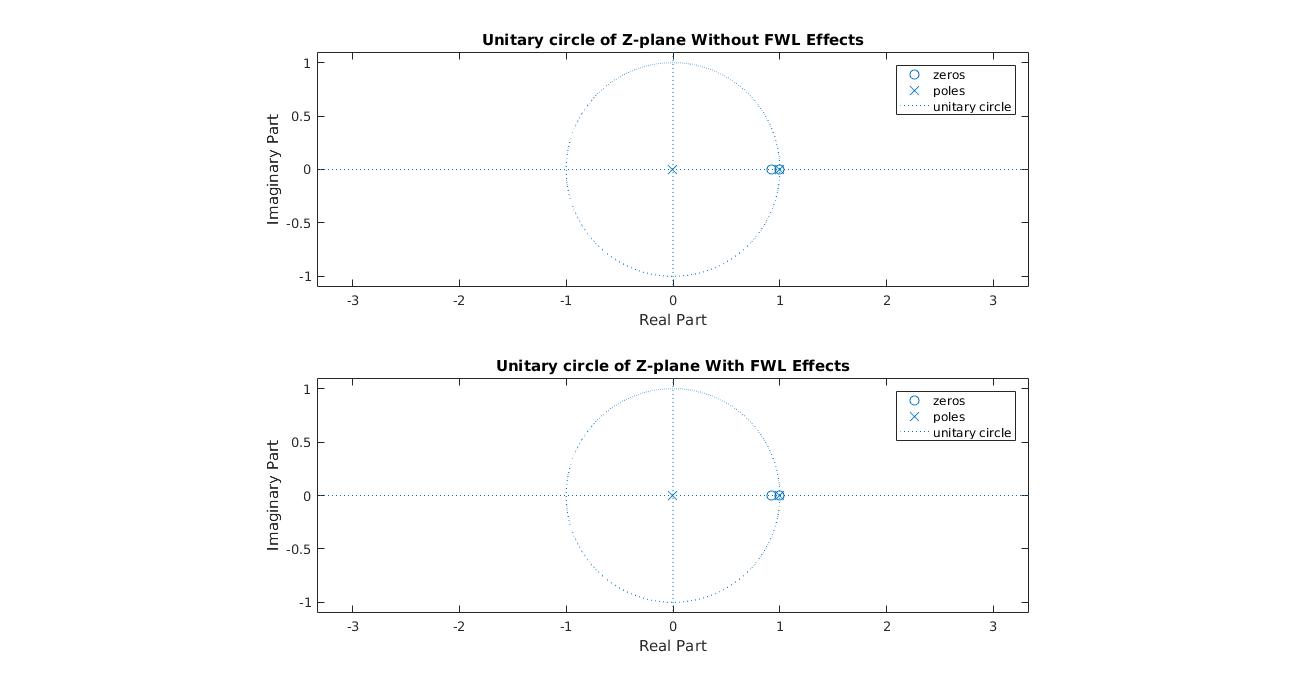 Unitary circle of Z-plane Without FWL Effects
1
0.5
0
-0.5
-1
Imaginary Part
zeros
poles
unitary circle
-3 -2 -1 0 1 2 3
Real Part
Unitary circle of Z-plane With FWL Effects
1
0.5
0
-0.5
-1
Imaginary Part
zeros
poles
unitary circle
-3 -2 -1 0 1 2 3
Real Part